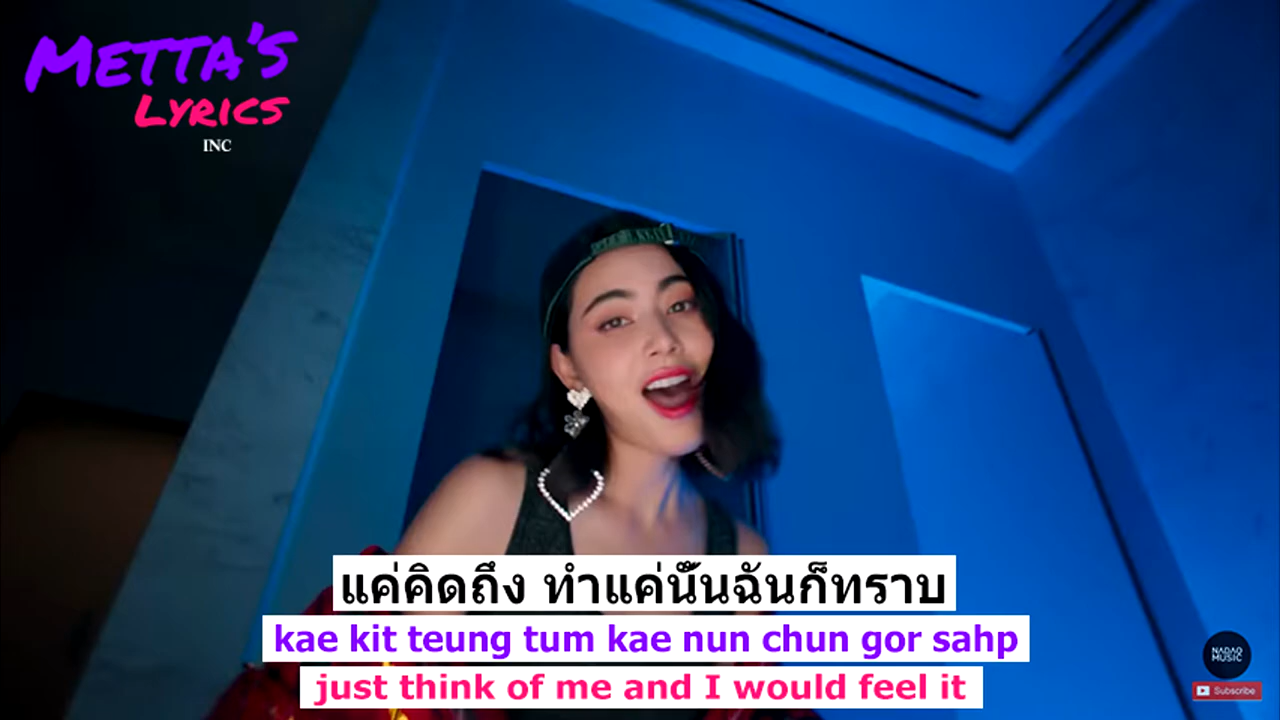 METTA'S
LYRICS
INC
แค่คิดถึง ทำแค่นี้นฉันก็ทราบ
kae kit teung tum kae nun chun gor sahp
just think of me and I would feel it
NADAO
MUSIC
Subscribe